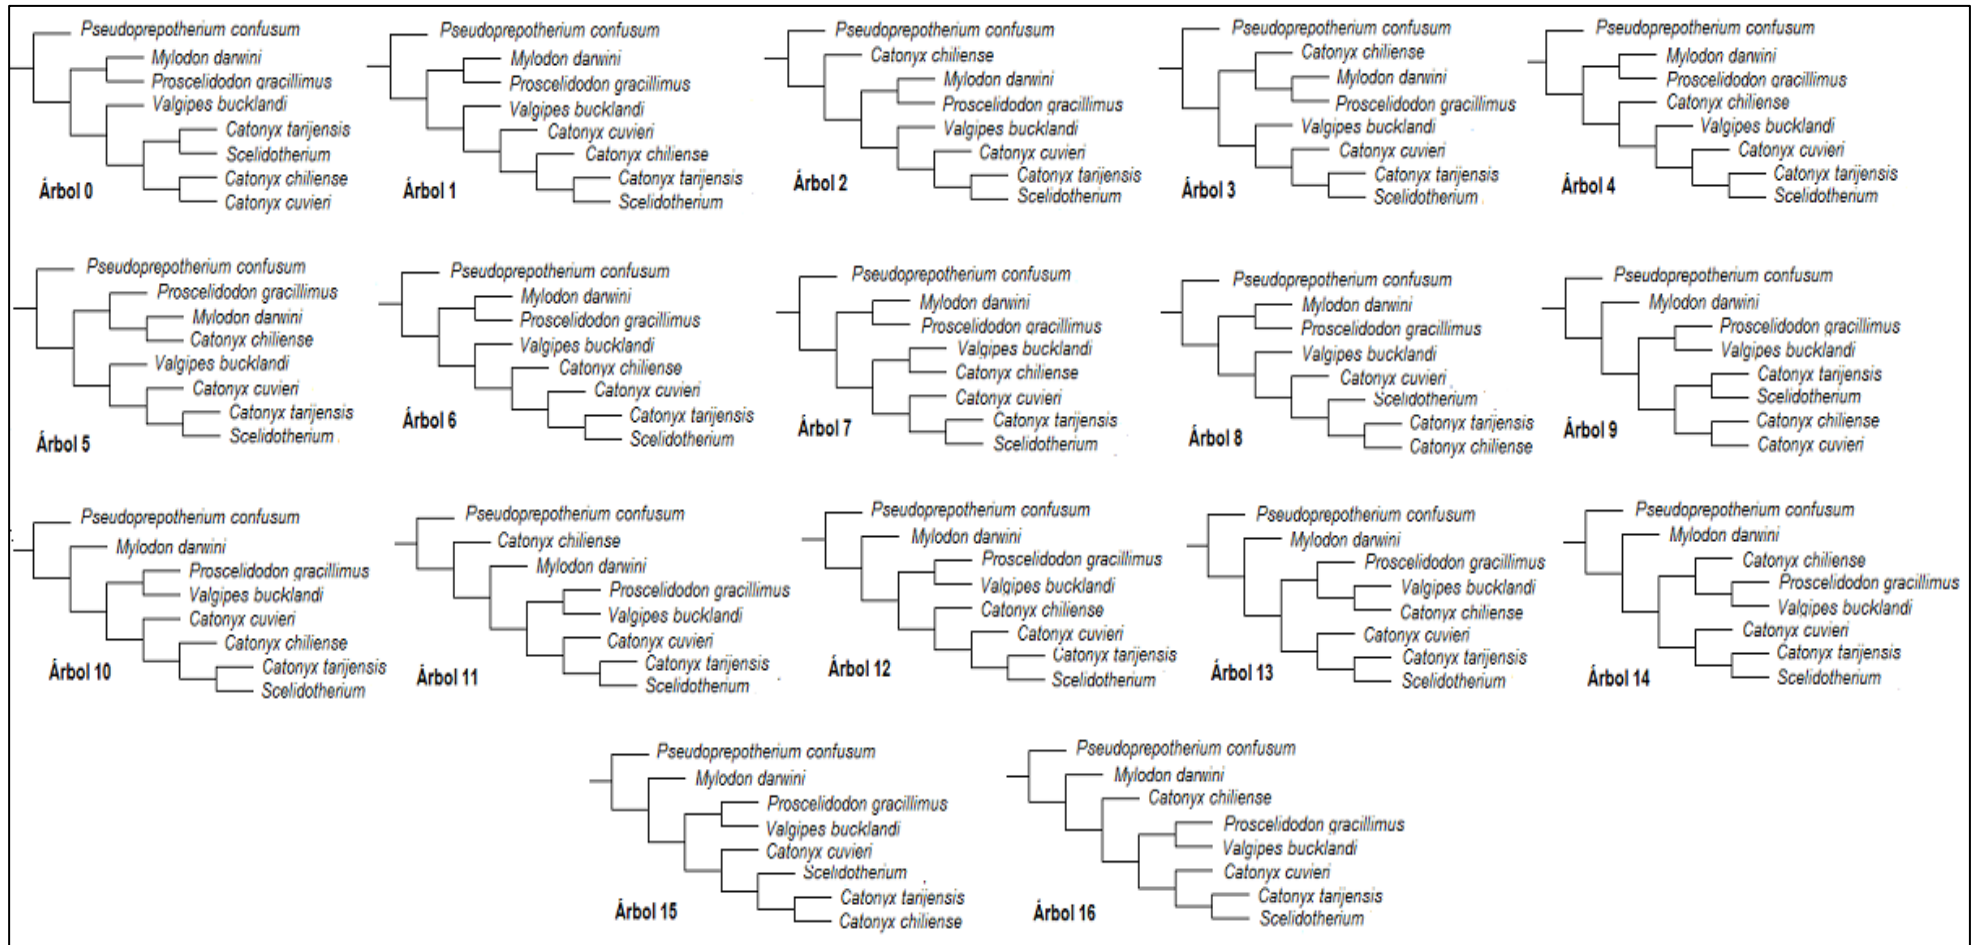 Pseudoprepotherium confusum
Mylodon darwini
Proscelidodon gracillimus
Valgipes bucklandi
Catonyx tarijensis
Scelidotherium
Catonyx chiliense
Catonyx cuvieri
Árbol 0
Pseudoprepotherium confusum
Mylodon darwini
Proscelidodon gracillimus
Valgipes bucklandi
Catonyx cuvieri
Catonyx chiliense
Catonyx tarijensis
Scelidotherium
Árbol 1
Pseudoprepotherium confusum
Catonyx chiliense
Mylodon darwini
Proscelidodon gracillimus
Valgipes bucklandi
Catonyx cuvieri
Catonyx tarijensis
Scelidotherium
Árbol 2
Pseudoprepotherium confusum
Catonyx chiliense
Mylodon darwini
Proscelidodon gracillimus
Valgipes bucklandi
Catonyx cuvieri
Catonyx tarijensis
Scelidotherium
Árbol 3
Pseudoprepotherium confusum
Mylodon darwini
Proscelidodon gracillimus
Catonyx chiliense
Valgipes bucklandi
Catonyx cuvieri
Catonyx tarijensis
Scelidotherium
Árbol 4
Pseudoprepotherium confusum
Proscelidodon gracillimus
Mylodon darwini
Catonyx chiliense
Valgipes bucklandi
Catonyx cuvieri
Catonyx tarijensis
Scelidotherium
Árbol 5
Pseudoprepotherium confusum
Mylodon darwini
Proscelidodon gracillimus
Valgipes bucklandi
Catonyx chiliense
Catonyx cuvieri
Catonyx tarijensis
Scelidotherium
Árbol 6
Pseudoprepotherium confusum
Mylodon darwini
Proscelidodon gracillimus
Valgipes bucklandi
Catonyx chiliense
Catonyx cuvieri
Catonyx tarijensis
Scelidotherium
Árbol 7
Pseudoprepotherium confusum
Mylodon darwini
Proscelidodon gracillimus
Valgipes bucklandi
Catonyx cuvieri
Scelidotherium
Catonyx tarijensis
Catonyx chiliense
Árbol 8
Pseudoprepotherium confusum
Mylodon darwini
Proscelidodon gracillimus
Valgipes bucklandi
Catonyx tarijensis
Scelidotherium
Catonyx chiliense
Catonyx cuvieri
Árbol 9
Pseudoprepotherium confusum
Mylodon darwini
Proscelidodon gracillimus
Valgipes bucklandi
Catonyx cuvieri
Catonyx chiliense
Catonyx tarijensis
Scelidotherium
Árbol 10
Pseudoprepotherium confusum
Catonyx chiliense
Mylodon darwini
Proscelidodon gracillimus
Valgipes bucklandi
Catonyx cuvieri
Catonyx tarijensis
Scelidotherium
Árbol 11
Pseudoprepotherium confusum
Mylodon darwini
Proscelidodon gracillimus
Valgipes bucklandi
Catonyx chiliense
Catonyx cuvieri
Catonyx tarijensis
Scelidotherium
Árbol 12
Pseudoprepotherium confusum
Mylodon darwini
Proscelidodon gracillimus
Valgipes bucklandi
Catonyx chiliense
Catonyx cuvieri
Catonyx tarijensis
Scelidotherium
Árbol 13
Pseudoprepotherium confusum
Mylodon darwini
Catonyx chiliense
Proscelidodon gracillimus
Valgipes bucklandi
Catonyx cuvieri
Catonyx tarijensis
Scelidotherium
Árbol 14
Pseudoprepotherium confusum
Mylodon darwini
Proscelidodon gracillimus
Valgipes bucklandi
Catonyx cuvieri
Scelidotherium
Catonyx tarijensis
Catonyx chiliense
Árbol 15
Pseudoprepotherium confusum
Mylodon darwini
Catonyx chiliense
Proscelidodon gracillimus
Valgipes bucklandi
Catonyx cuvieri
Catonyx tarijensis
Scelidotherium
Árbol 16